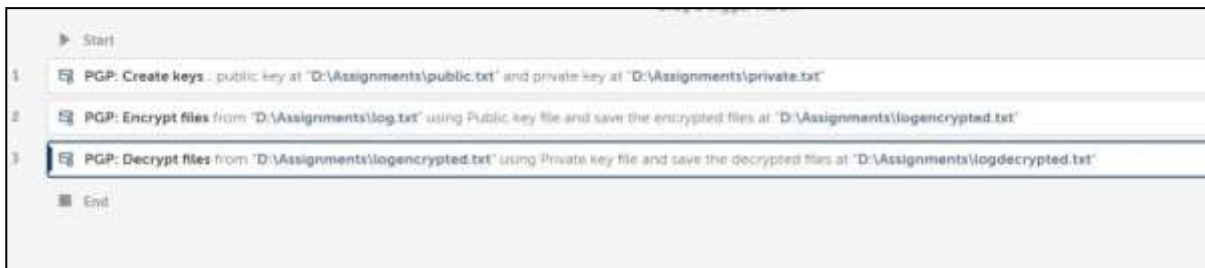 Start
1 PGP: Create keys : public key at "D:\Assignments\public.txt" and private key at "D:\Assignments\private.txt"
2 PGP: Encrypt files from "D:\Assignments\log.txt" using Public key file and save the encrypted files at "D:\Assignments\logencrypted.txt"
3 PGP: Decrypt files from "D:\Assignments\logencrypted.txt" using Private key file and save the decrypted files at "D:\Assignments\logdecrypted.txt"
End